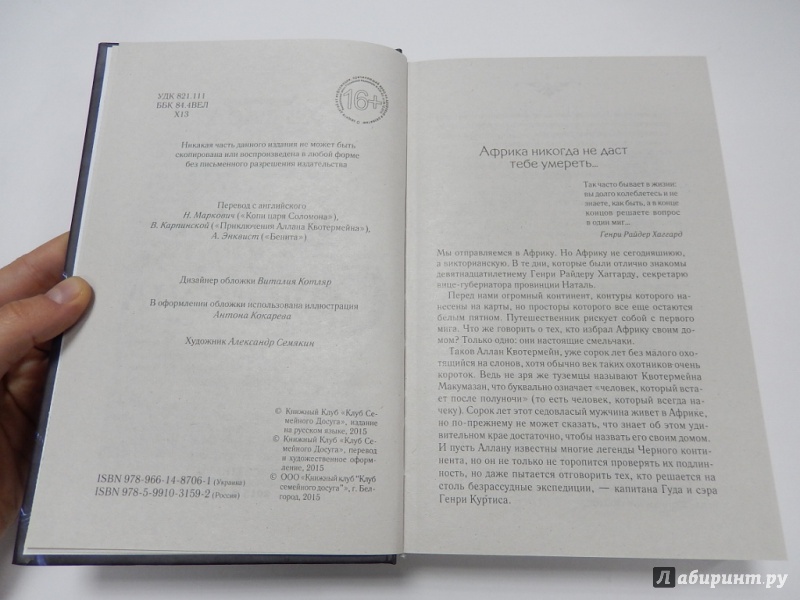 УДК 821.111
ББК 84.4ВЕЛ
Х13
16+
Никакая часть данного издания не может быть
скопирована или воспроизведена в любой форме
без письменного разрешения издательства
Перевод с английского
Н. Маркович («Копи царя Соломона»),
В. Карпинской («Приключения Аллана Квотермейна»),
А. Энквист («Бенита»)
Дизайнер обложки Виталий Котляр
В оформлении обложки использована иллюстрация
Антона Кокарева
Художник Александр Семякин
© Книжный Клуб «Клуб Се-
мейного Досуга», издание
на русском языке, 2015
© Книжный Клуб «Клуб Се-
мейного Досуга», перевод
и художественное офор-
мление, 2015
© ООО «Книжный клуб "Клуб
семейного досуга"», г. Бел-
город, 2015
ISBN 978-966-14-8706-1 (Украина)
ISBN 978-5-9910-3159-2 (Россия)
Африка никогда не даст
тебе умереть...
Так часто бывает в жизни:
вы долго колеблетесь и не
знаете, как быть, а в конце
концов решаете вопрос
в один миг...
Генри Райдер Хаггард
Мы отправляемся в Африку. Но Африку не сегодняшнюю,
а викторианскую. В те дни, которые были отлично знакомы
девятнадцатилетнему Генри Райдеру Хаггарду, секретарю
вице-губернатора провинции Наталь.
Перед нами огромный континент, контуры которого на-
несены на карты, но просторы которого все еще остаются
белым пятном. Путешественник рискует собой с первого
мига. Что же говорить о тех, кто избрал Африку своим до-
мом? Только одно: они настоящие смельчаки.
Таков Аллан Квотермейн, уже сорок лет без малого охо-
тящийся на слонов, хотя обычно век таких охотников очень
короток. Ведь не зря же туземцы называют Квотермейна
Макумазан, что буквально означает «человек, который вста-
ет после полуночи» (то есть человек, который всегда на-
чеку). Сорок лет этот седовласый мужчина живет в Африке,
но по-прежнему не может сказать, что знает об этом уди-
вительном крае достаточно, чтобы назвать его своим домом.
И пусть Аллану известны многие легенды Черного конти-
нента, но он не только не торопится проверять их подлин-
ность, но даже пытается отговорить тех, кто решается на
столь безрассудные экспедиции, — капитана Гуда и сэра
Генри Куртиса.
Лабиринт.ру